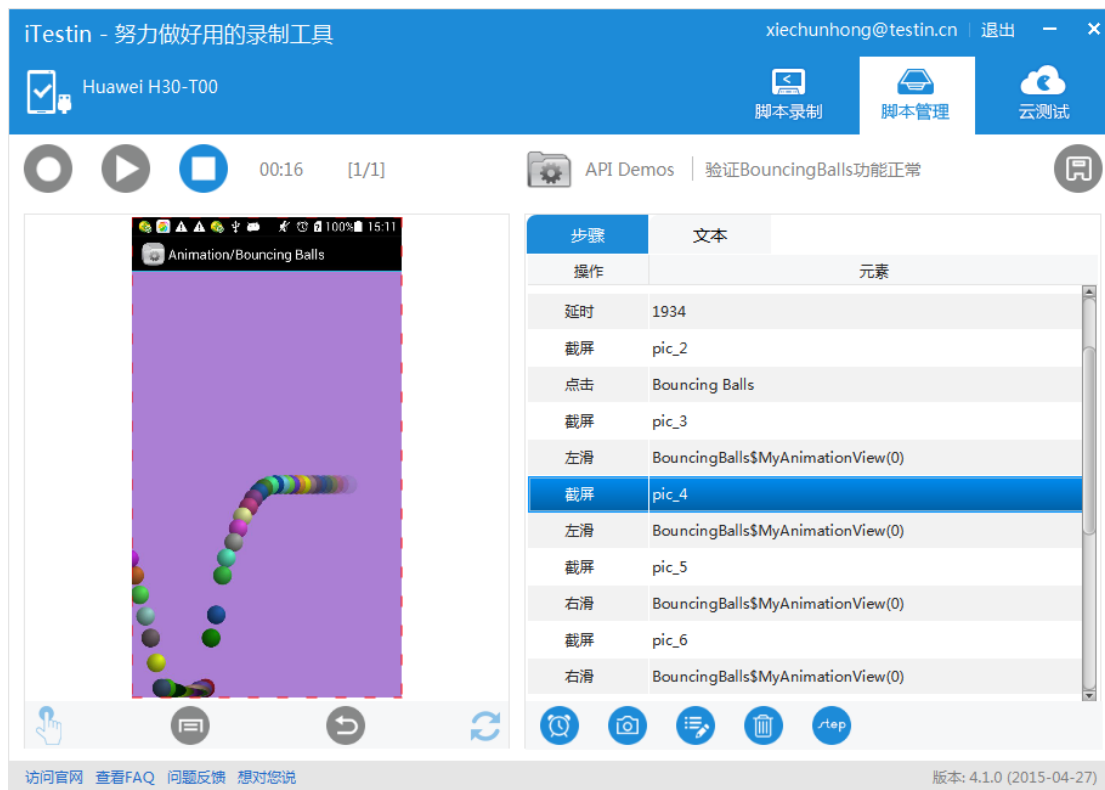 iTestin - 努力做好用的录制工具
xiechunhong@testin.cn 退出
Huawei H30-T00
脚本录制 脚本管理 云测试
00:16 [1/1]
API Demos 验证BouncingBalls功能正常
100% 15:11
Animation/Bouncing Balls
步骤 文本
操作 元素
延时 1934
截屏 pic_2
点击 Bouncing Balls
截屏 pic_3
左滑 BouncingBalls$MyAnimationView(0)
截屏 pic_4
左滑 BouncingBalls$MyAnimationView(0)
截屏 pic_5
右滑 BouncingBalls$MyAnimationView(0)
截屏 pic_6
右滑 BouncingBalls$MyAnimationView(0)
step
访问官网 查看FAQ 问题反馈 想对您说
版本: 4.1.0 (2015-04-27)